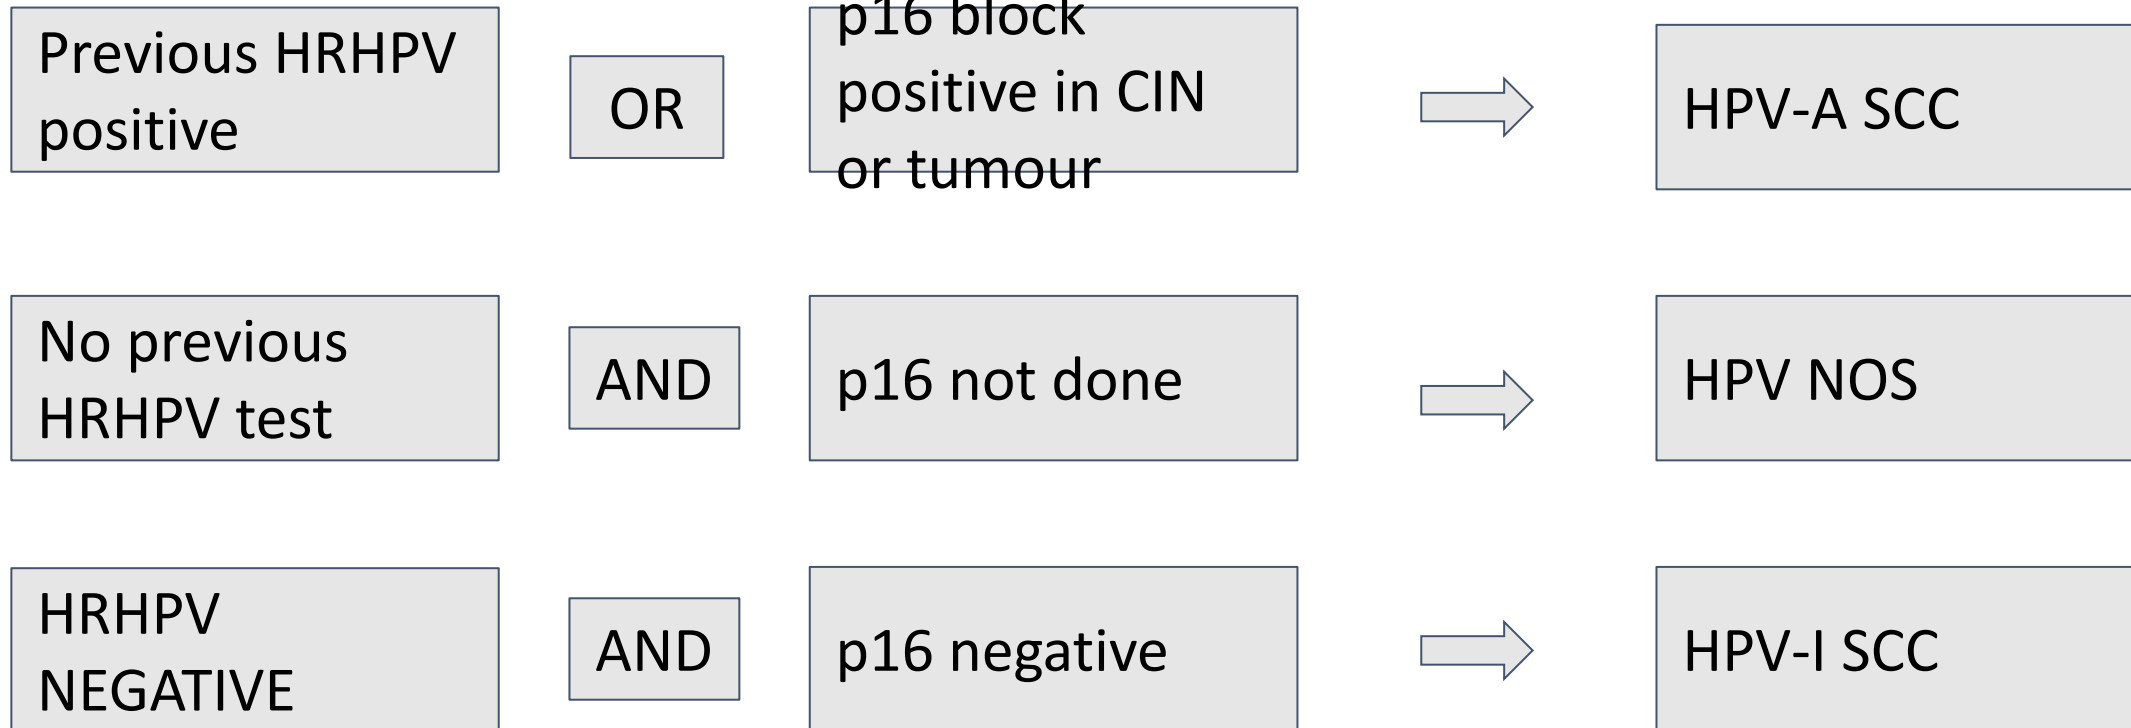 Previous HRHPV
positive
OR
p16 block
positive in CIN
or tumour
HPV-A SCC
No previous
HRHPV test
AND
p16 not done
HPV NOS
HRHPV
NEGATIVE
AND
p16 negative
HPV-I SCC